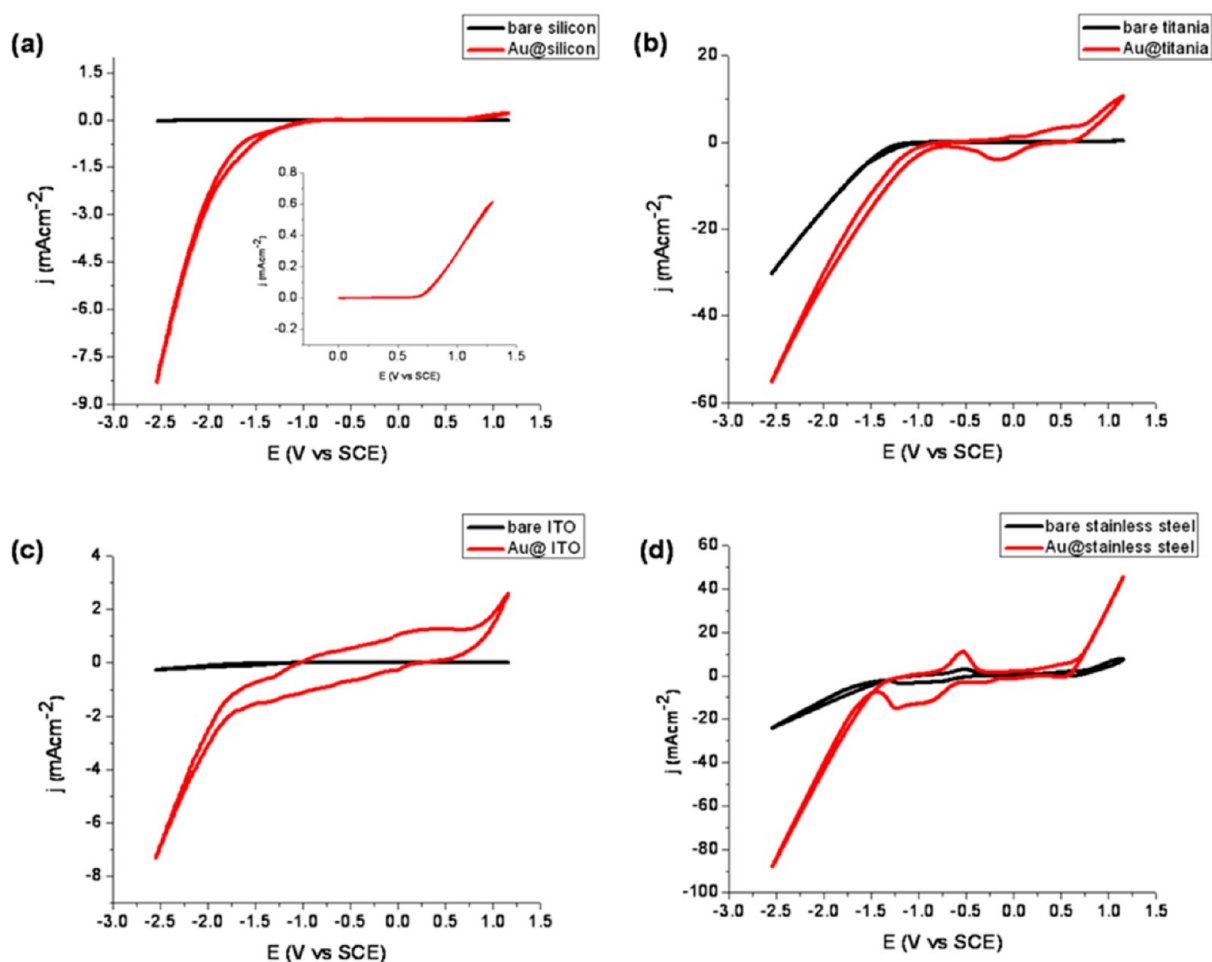 (a)
bare silicon
Au@silicon
1.5
0.0
-1.5
-3.0
-4.5
-6.0
-7.5
-9.0
j (mAcm-2)
-3.0 -2.5 -2.0 -1.5 -1.0 -0.5 0.0 0.5 1.0 1.5
E (V vs SCE)
0.8
0.6
0.4
0.2
0.0
-0.2
j (mAcm-2)
0.0 0.5 1.0 1.5
E (V vs SCE)
(b)
bare titania
Au@titania
20
0
-20
-40
-60
j (mAcm-2)
-3.0 -2.5 -2.0 -1.5 -1.0 -0.5 0.0 0.5 1.0 1.5
E (V vs SCE)
(c)
bare ITO
Au@ ITO
4
2
0
-2
-4
-6
-8
j (mAcm-2)
-3.0 -2.5 -2.0 -1.5 -1.0 -0.5 0.0 0.5 1.0 1.5
E (V vs SCE)
(d)
bare stainless steel
Au@stainless steel
60
40
20
0
-20
-40
-60
-80
-100
j (mAcm-2)
-3.0 -2.5 -2.0 -1.5 -1.0 -0.5 0.0 0.5 1.0 1.5
E (V vs SCE)